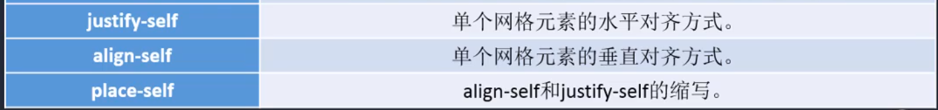 justify-self 单个网格元素的水平对齐方式。
align-self 单个网格元素的垂直对齐方式。
place-self align-self和justify-self的缩写。